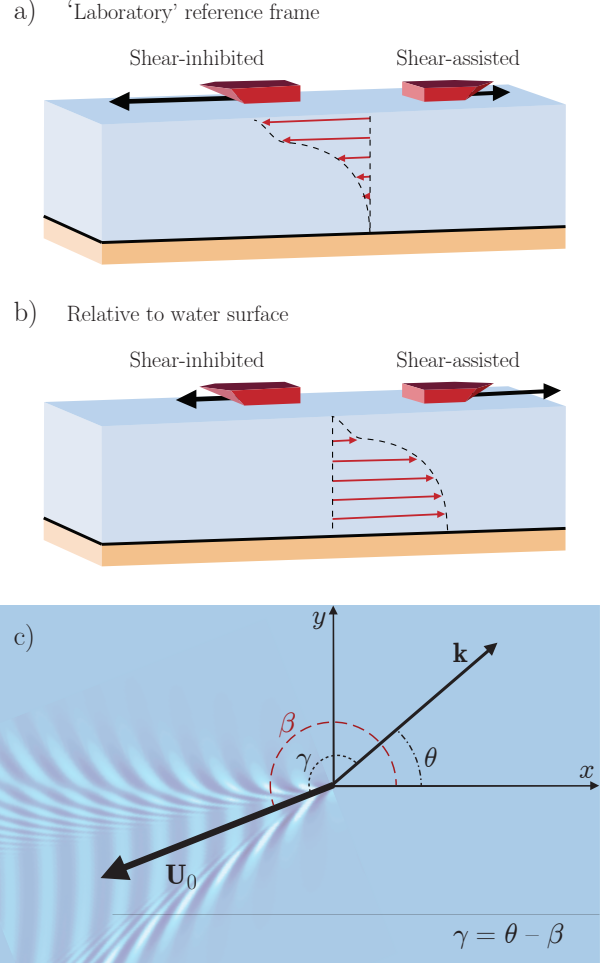 a) ‘Laboratory’ reference frame
Shear-inhibited Shear-assisted
b) Relative to water surface
Shear-inhibited Shear-assisted
c)
y
k
β
γ
θ
x
U₀
γ = θ – β